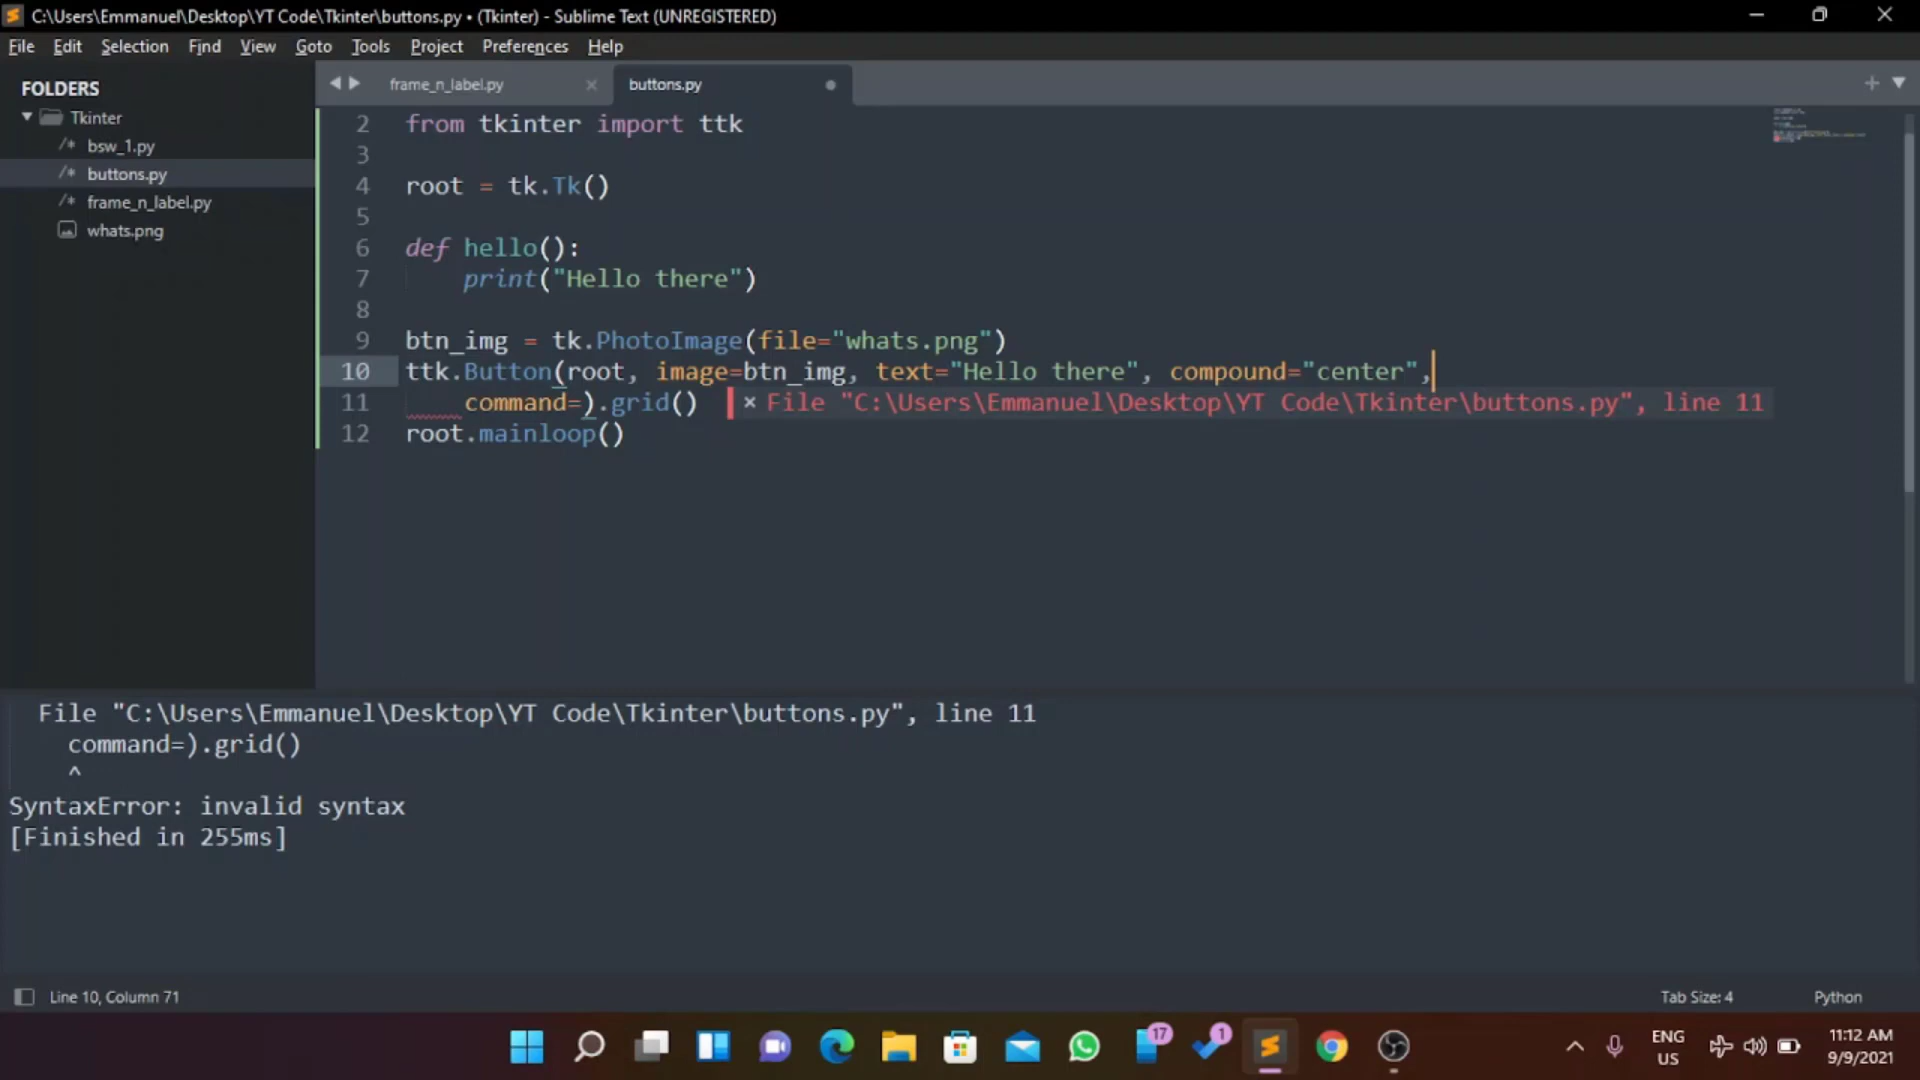 C:\Users\Emmanuel\Desktop\YT Code\Tkinter\buttons.py • (Tkinter) - Sublime Text (UNREGISTERED)
File Edit Selection Find View Goto Tools Project Preferences Help
FOLDERS
Tkinter
/* bsw_1.py
/* buttons.py
/* frame_n_label.py
whats.png
frame_n_label.py × buttons.py
2 from tkinter import ttk
3
4 root = tk.Tk()
5
6 def hello():
7 print("Hello there")
8
9 btn_img = tk.PhotoImage(file="whats.png")
10 ttk.Button(root, image=btn_img, text="Hello there", compound="center",
11 command=).grid() × File "C:\Users\Emmanuel\Desktop\YT Code\Tkinter\buttons.py", line 11
12 root.mainloop()
File "C:\Users\Emmanuel\Desktop\YT Code\Tkinter\buttons.py", line 11
command=).grid()
^
SyntaxError: invalid syntax
[Finished in 255ms]
Line 10, Column 71 Tab Size: 4 Python
17 1
ENG
US
11:12 AM
9/9/2021